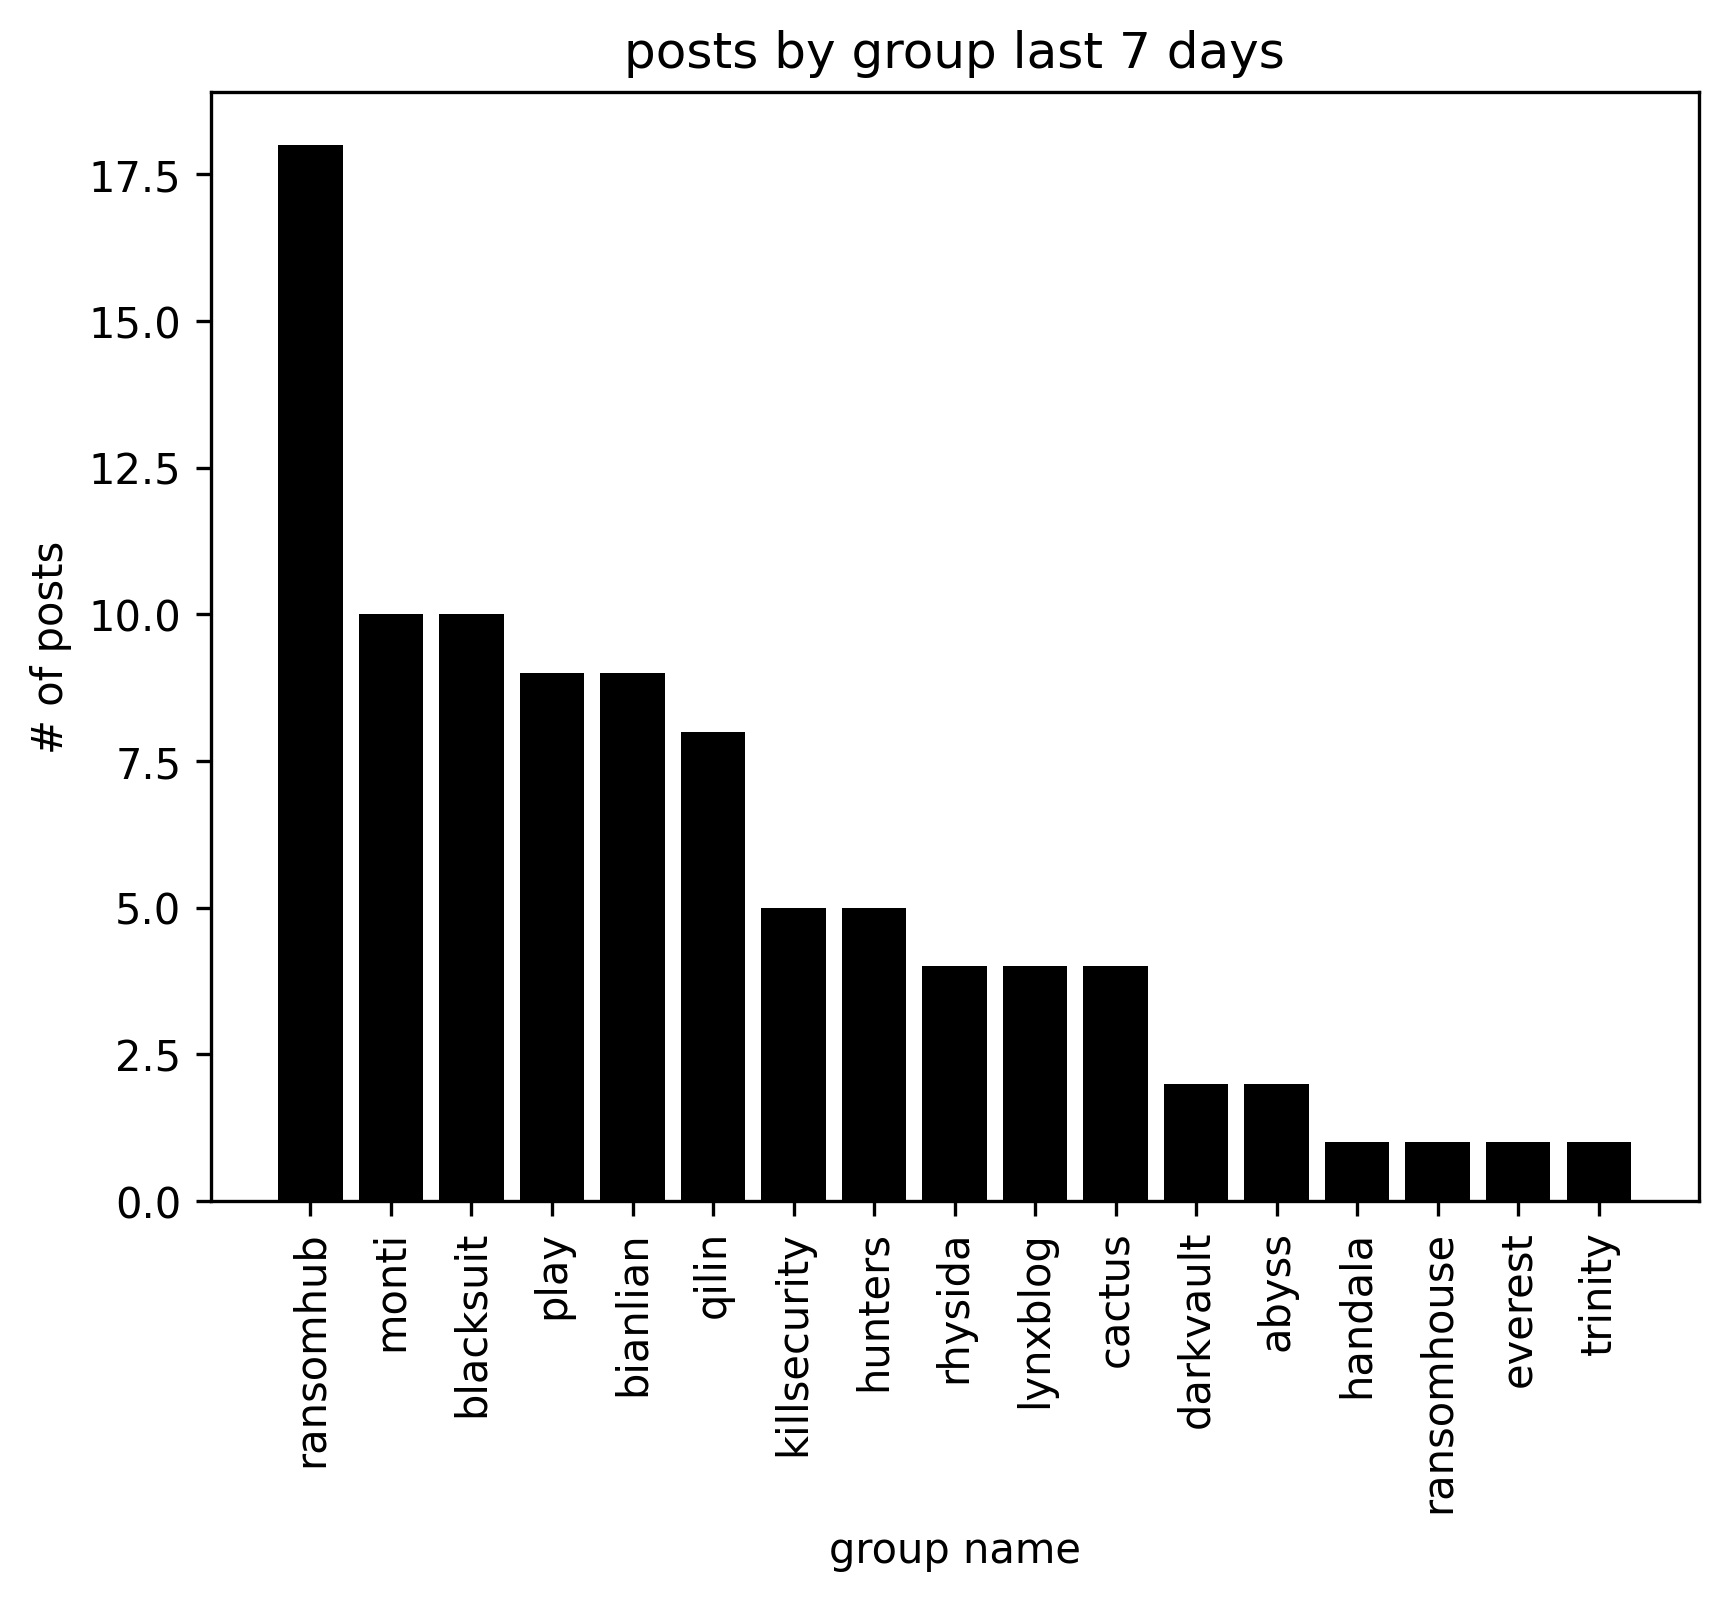 posts by group last 7 days
17.5
15.0
12.5
10.0
7.5
5.0
2.5
0.0
# of posts
ransomhub
monti
blacksuit
play
bianlian
qilin
killsecurity
hunters
rhysida
lynxblog
cactus
darkvault
abyss
handala
ransomhouse
everest
trinity
group name